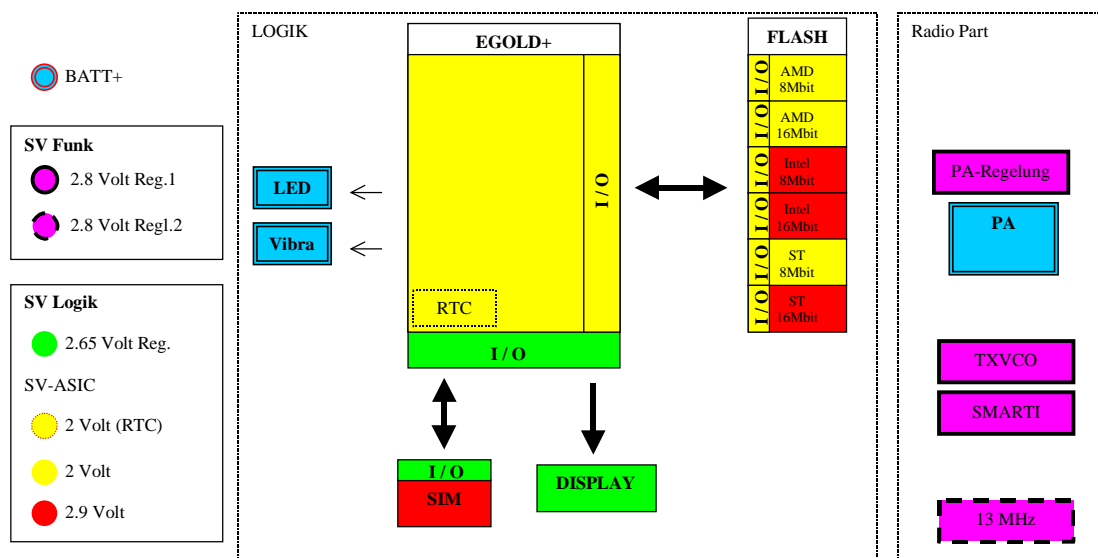 BATT+
SV Funk
2.8 Volt Reg.1
2.8 Volt Regl.2
SV Logik
2.65 Volt Reg.
SV-ASIC
2 Volt (RTC)
2 Volt
2.9 Volt
LOGIK
EGOLD+
I / O
RTC
I / O
LED
Vibra
I / O
SIM
DISPLAY
FLASH
I / O
AMD
8Mbit
I / O
AMD
16Mbit
I / O
Intel
8Mbit
I / O
Intel
16Mbit
I / O
ST
8Mbit
I / O
ST
16Mbit
Radio Part
PA-Regelung
PA
TXVCO
SMARTI
13 MHz